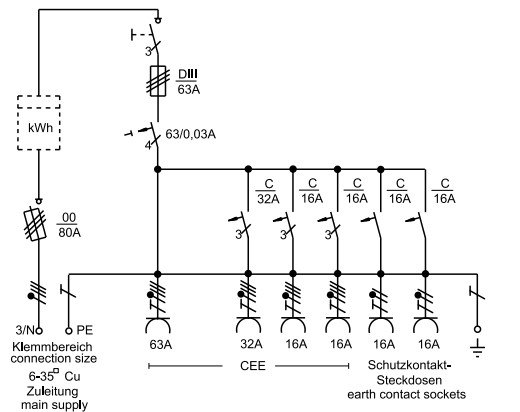 3
DIII
63A
kWh
4
63/0,03A
C
32A
C
16A
C
16A
C
16A
C
16A
00
80A
3
3
3
3/N
PE
63A
32A
16A
16A
16A
16A
Klemmbereich
connection size
6-35□ Cu
Zuleitung
main supply
CEE
Schutzkontakt-
Steckdosen
earth contact sockets